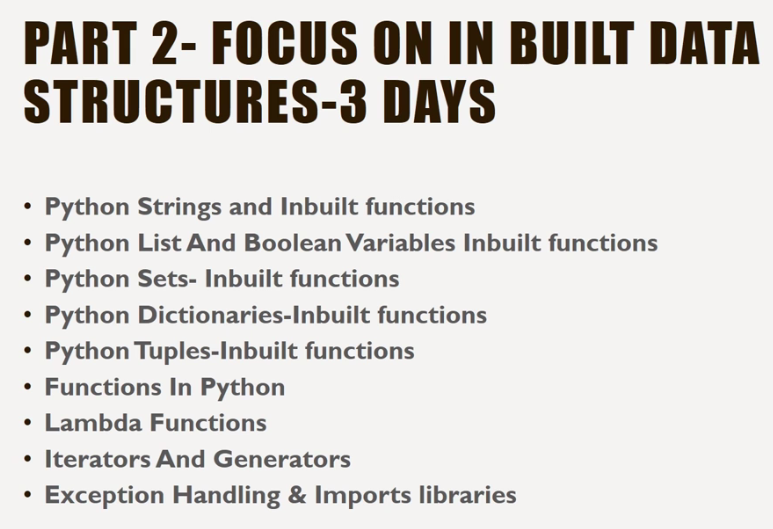 PART 2- FOCUS ON IN BUILT DATA
STRUCTURES-3 DAYS
• Python Strings and Inbuilt functions
• Python List And Boolean Variables Inbuilt functions
• Python Sets- Inbuilt functions
• Python Dictionaries-Inbuilt functions
• Python Tuples-Inbuilt functions
• Functions In Python
• Lambda Functions
• Iterators And Generators
• Exception Handling & Imports libraries